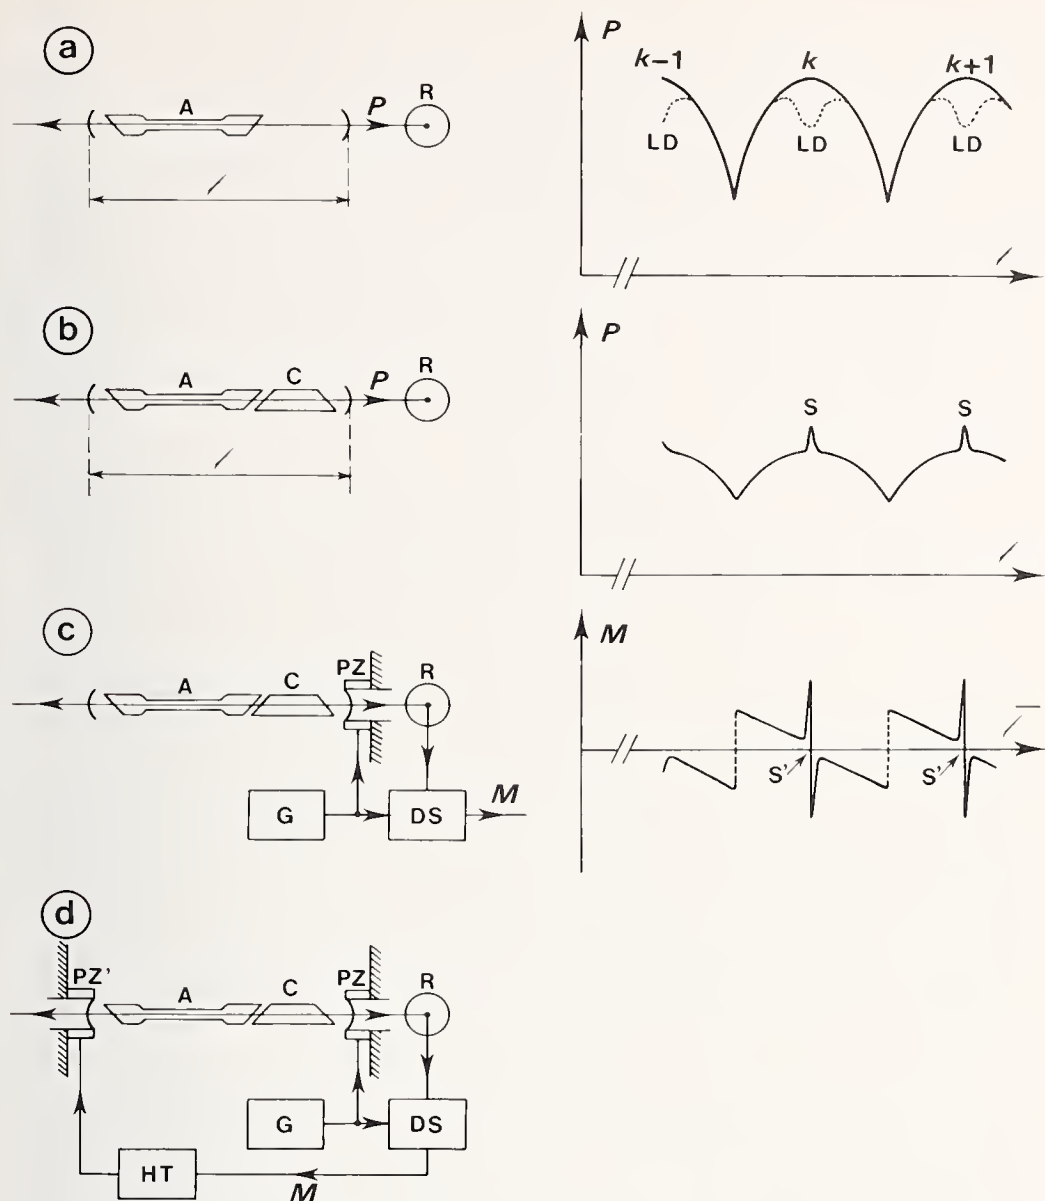 a
A
P
R
l
P
k-1 k k+1
LD LD LD
l
b
A C
P
R
l
P
S S
l
c
A C PZ R
G DS M
M
S' S'
l
d
PZ' A C PZ R
G DS
HT M